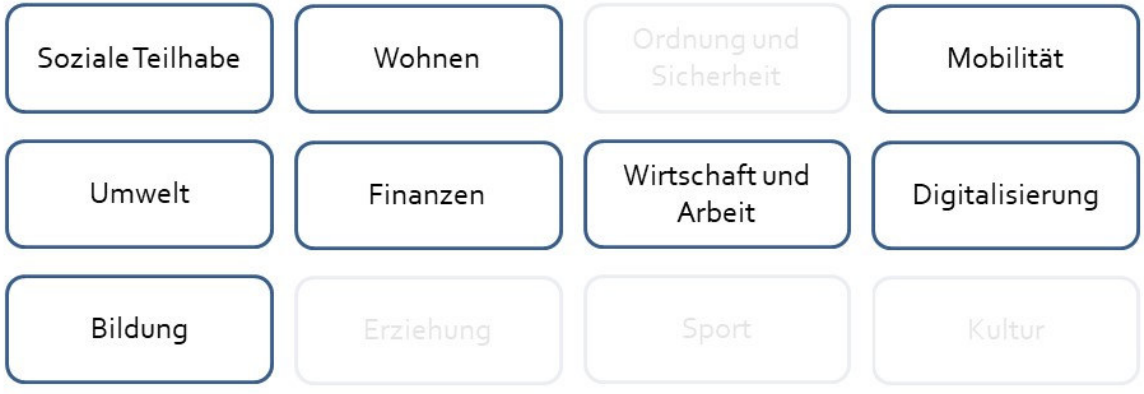 Soziale Teilhabe
Wohnen
Ordnung und
Sicherheit
Mobilität
Umwelt
Finanzen
Wirtschaft und
Arbeit
Digitalisierung
Bildung
Erziehung
Sport
Kultur